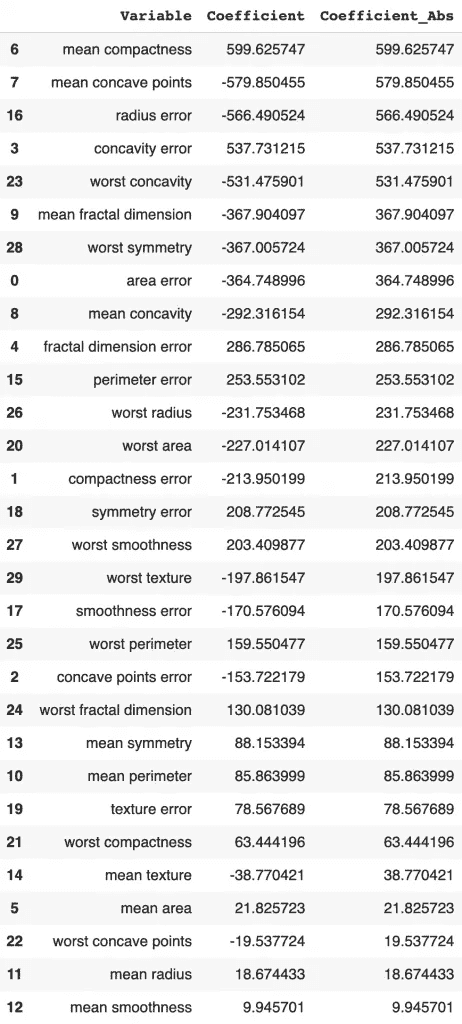 Variable Coefficient Coefficient_Abs
6 mean compactness 599.625747 599.625747
7 mean concave points -579.850455 579.850455
16 radius error -566.490524 566.490524
3 concavity error 537.731215 537.731215
23 worst concavity -531.475901 531.475901
9 mean fractal dimension -367.904097 367.904097
28 worst symmetry -367.005724 367.005724
0 area error -364.748996 364.748996
8 mean concavity -292.316154 292.316154
4 fractal dimension error 286.785065 286.785065
15 perimeter error 253.553102 253.553102
26 worst radius -231.753468 231.753468
20 worst area -227.014107 227.014107
1 compactness error -213.950199 213.950199
18 symmetry error 208.772545 208.772545
27 worst smoothness 203.409877 203.409877
29 worst texture -197.861547 197.861547
17 smoothness error -170.576094 170.576094
25 worst perimeter 159.550477 159.550477
2 concave points error -153.722179 153.722179
24 worst fractal dimension 130.081039 130.081039
13 mean symmetry 88.153394 88.153394
10 mean perimeter 85.863999 85.863999
19 texture error 78.567689 78.567689
21 worst compactness 63.444196 63.444196
14 mean texture -38.770421 38.770421
5 mean area 21.825723 21.825723
22 worst concave points -19.537724 19.537724
11 mean radius 18.674433 18.674433
12 mean smoothness 9.945701 9.945701